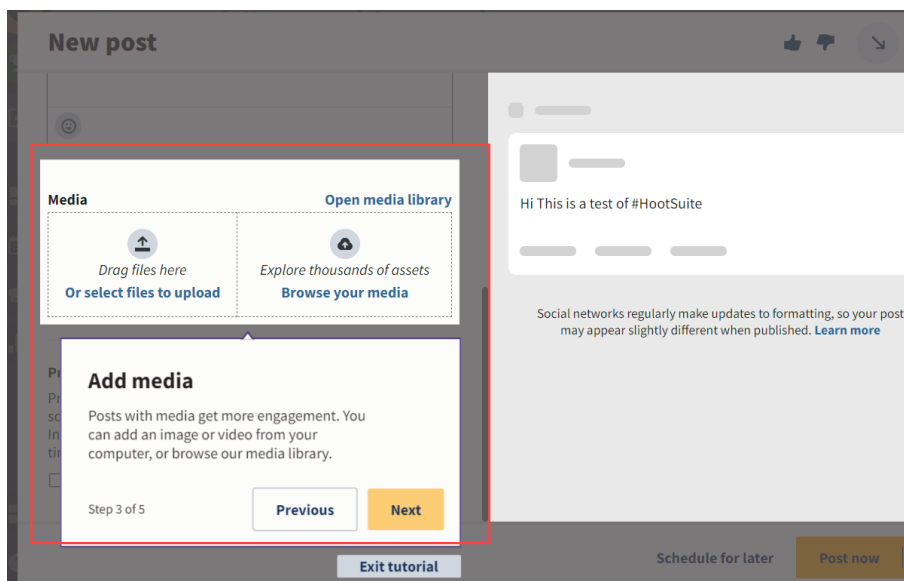 New post
Media
Open media library
Drag files here
Or select files to upload
Explore thousands of assets
Browse your media
Add media
Posts with media get more engagement. You
can add an image or video from your
computer, or browse our media library.
Step 3 of 5
Previous
Next
Exit tutorial
Hi This is a test of #HootSuite
Social networks regularly make updates to formatting, so your post
may appear slightly different when published. Learn more
Schedule for later
Post now